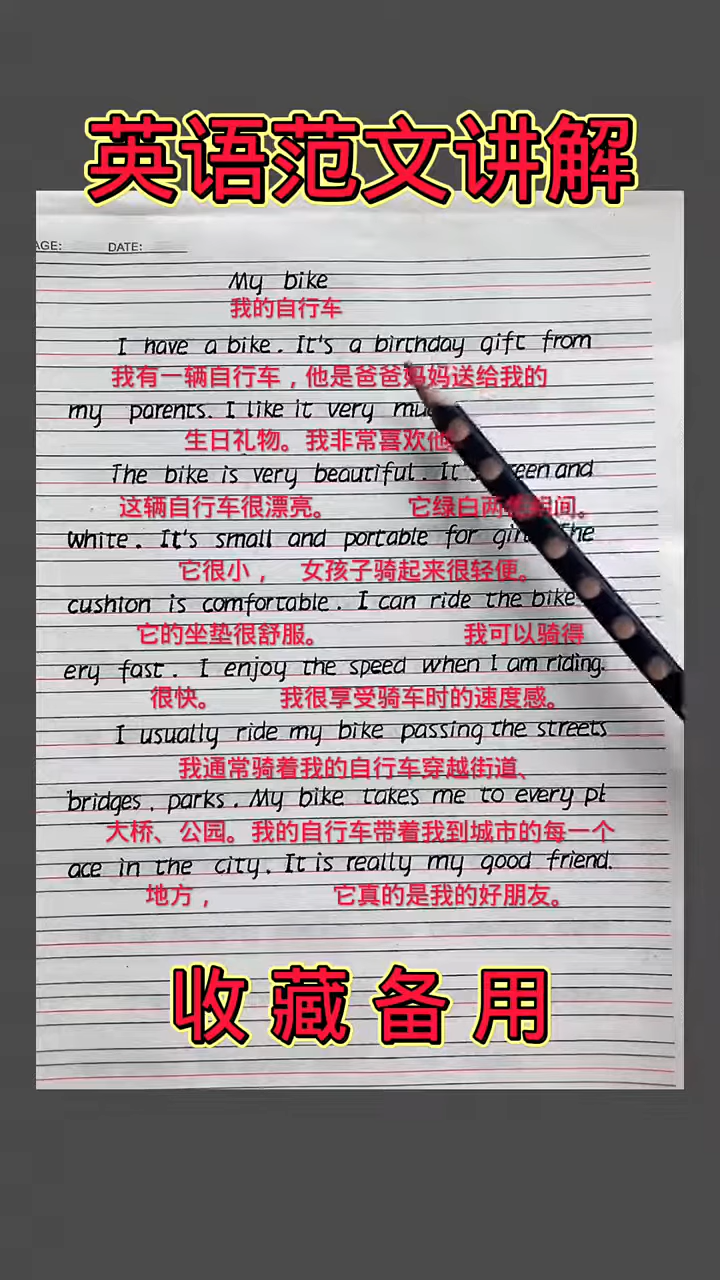 英语范文讲解
AGE: DATE:
My bike
我的自行车
I have a bike. It's a birthday gift from
我有一辆自行车，他是爸爸妈妈送给我的
my parents. I like it very
生日礼物。我非常喜欢他
The bike is very beautiful. and
这辆自行车很漂亮。 它绿白两 间。
white. It's small and portable for
它很小， 女孩子骑起来很轻便。
cushion is comfortable. I can ride the bike
它的坐垫很舒服。 我可以骑得
ery fast. I enjoy the speed when I am riding.
很快。 我很享受骑车时的速度感。
I usually ride my bike passing the streets
我通常骑着我的自行车穿越街道、
bridges, parks. My bike takes me to every pl
大桥、公园。我的自行车带着我到城市的每一个
ace in the city. It is really my good friend.
地方， 它真的是我的好朋友。
收藏备用